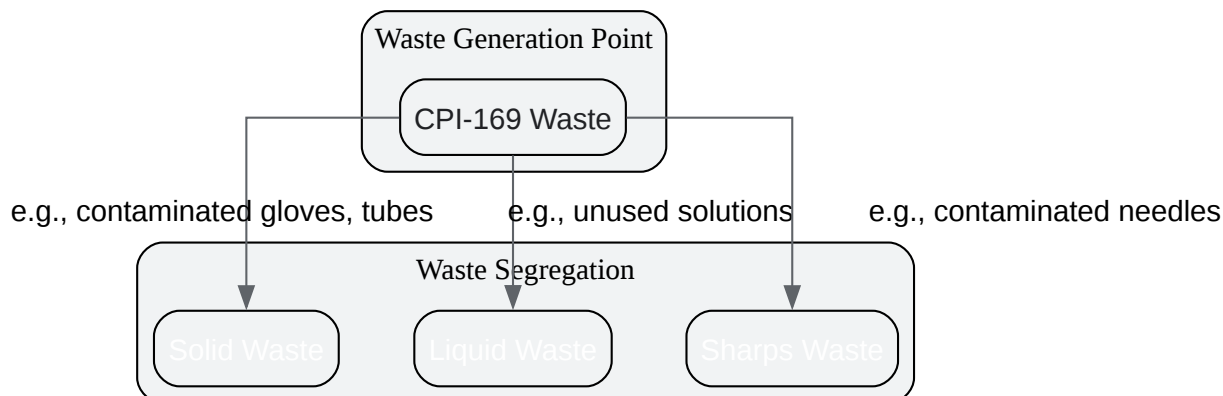 Waste Generation Point
CPI-169 Waste
e.g., contaminated gloves, tubes
e.g., unused solutions
e.g., contaminated needles
Waste Segregation
Solid Waste
Liquid Waste
Sharps Waste